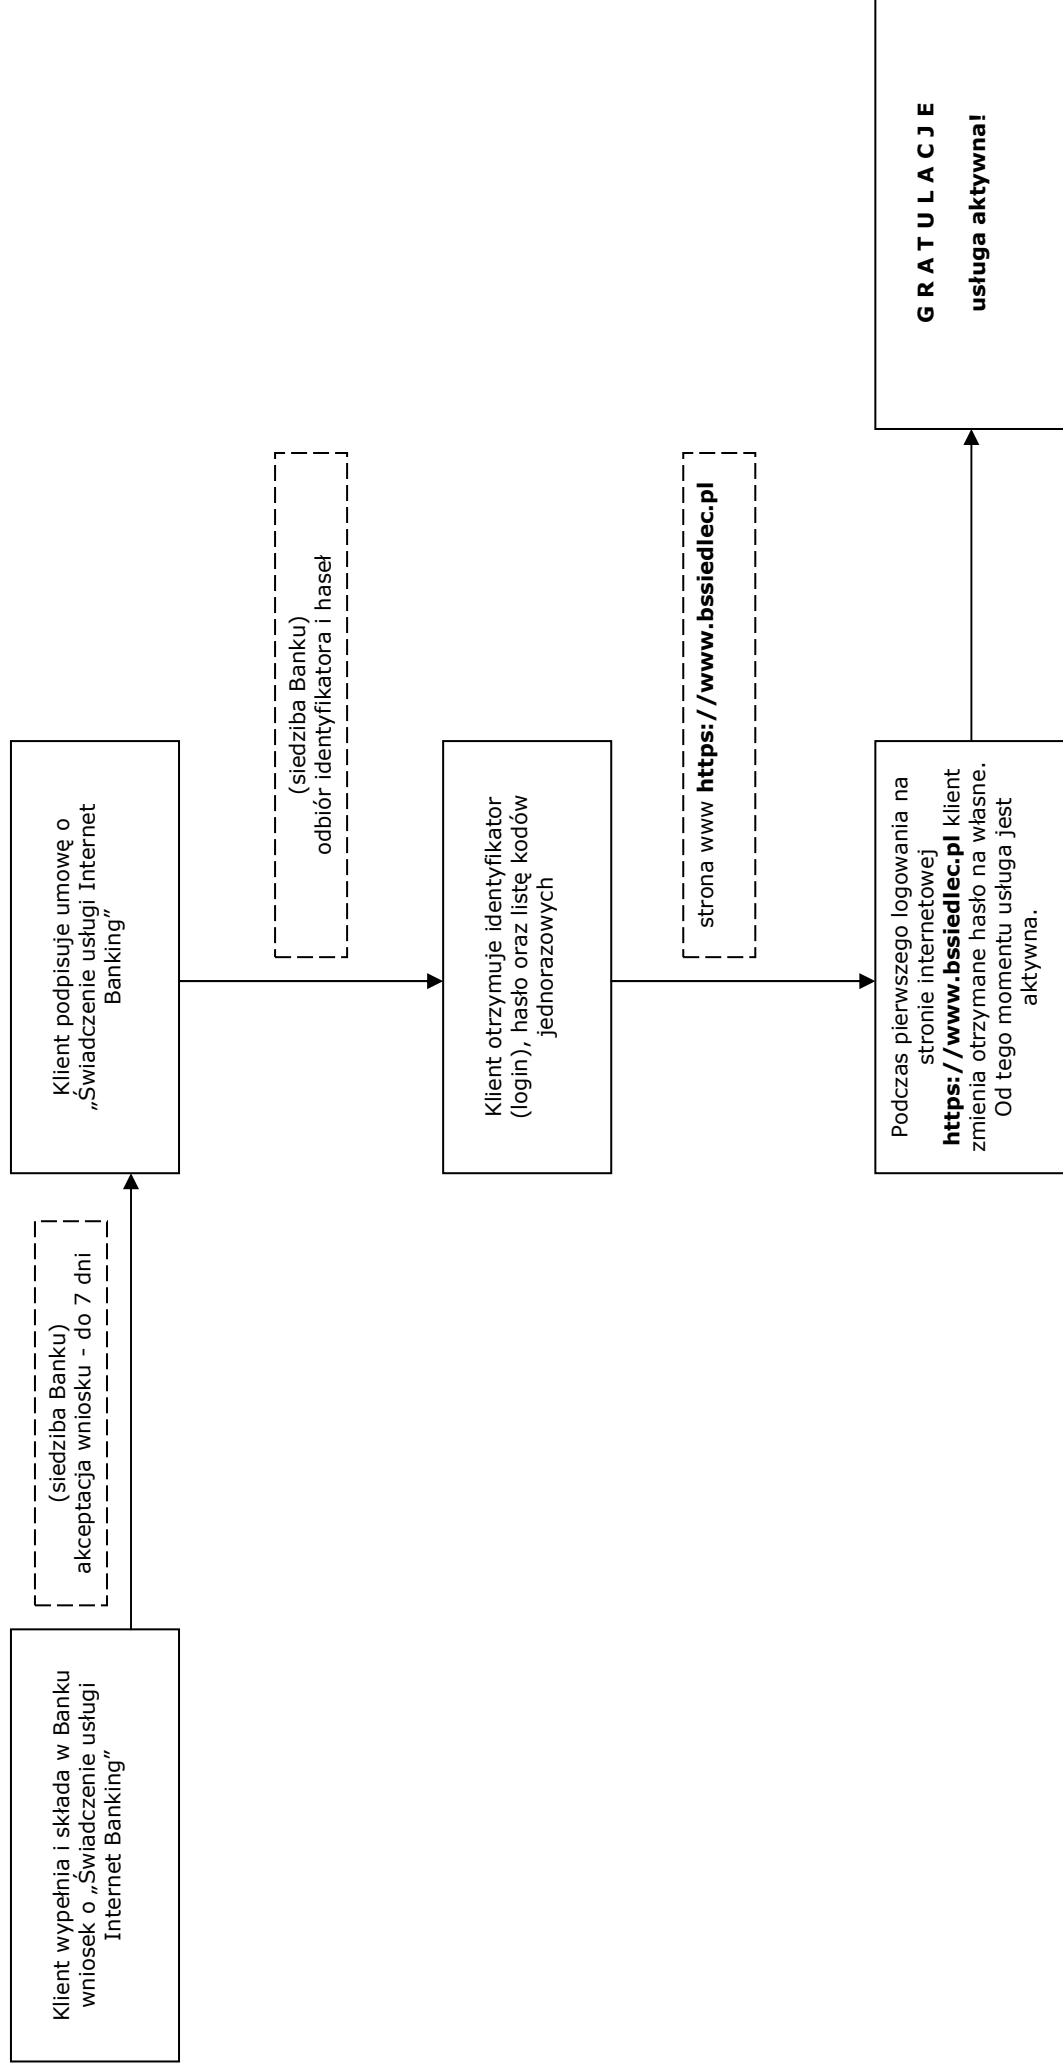 Klient wypełnia i składa w Banku
wniosek o „Świadczenie usługi
Internet Banking”
(siedziba Banku)
akceptacja wniosku - do 7 dni
Klient podpisuje umowę o
„Świadczenie usługi Internet
Banking”
(siedziba Banku)
odbiór identyfikatora i haseł
Klient otrzymuje identyfikator
(login), hasło oraz listę kodów
jednorazowych
strona www https://www.bssiedlec.pl
Podczas pierwszego logowania na
stronie internetowej
https://www.bssiedlec.pl klient
zmienia otrzymane hasło na własne.
Od tego momentu usługa jest
aktywna.
G R A T U L A C J E
usługa aktywna!